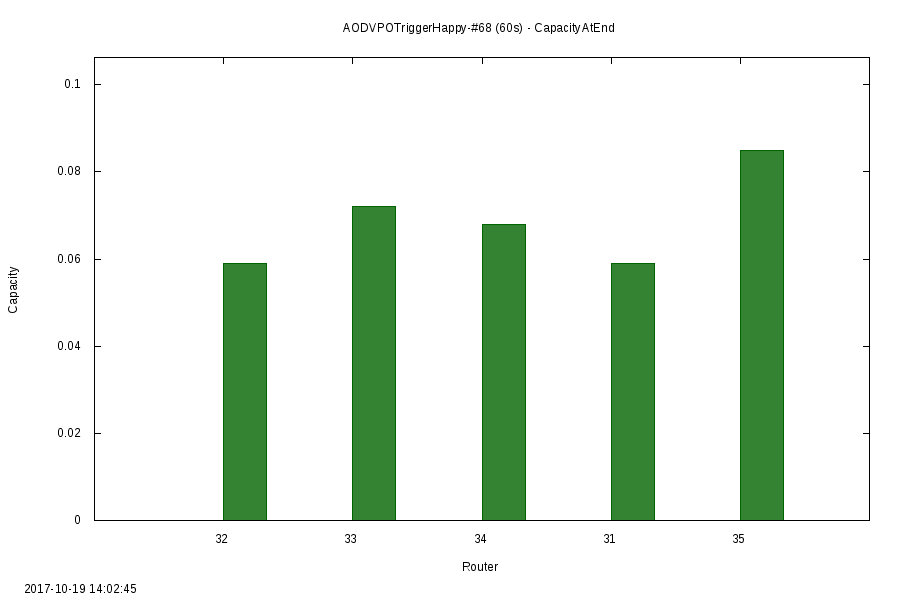 AODVPOTriggerHappy-#68 (60s) - CapacityAtEnd
0.1
0.08
0.06
0.04
0.02
0
Capacity
32 33 34 31 35
Router
2017-10-19 14:02:45